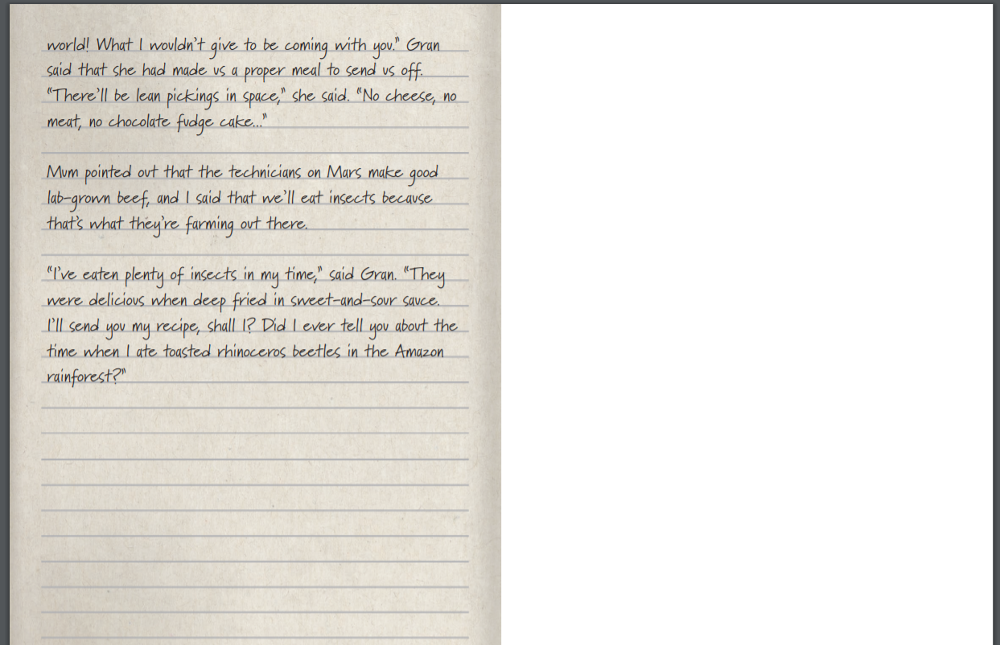 world! What I wouldn't give to be coming with you." Gran
said that she had made us a proper meal to send us off.
"There'll be lean pickings in space," she said. "No cheese, no
meat, no chocolate fudge cake..."
Mum pointed out that the technicians on Mars make good
lab-grown beef, and I said that we'll eat insects because
that's what they're farming out there.
"I've eaten plenty of insects in my time," said Gran. "They
were delicious when deep fried in sweet-and-sour sauce.
I'll send you my recipe, shall I? Did I ever tell you about the
time when I ate toasted rhinoceros beetles in the Amazon
rainforest?"